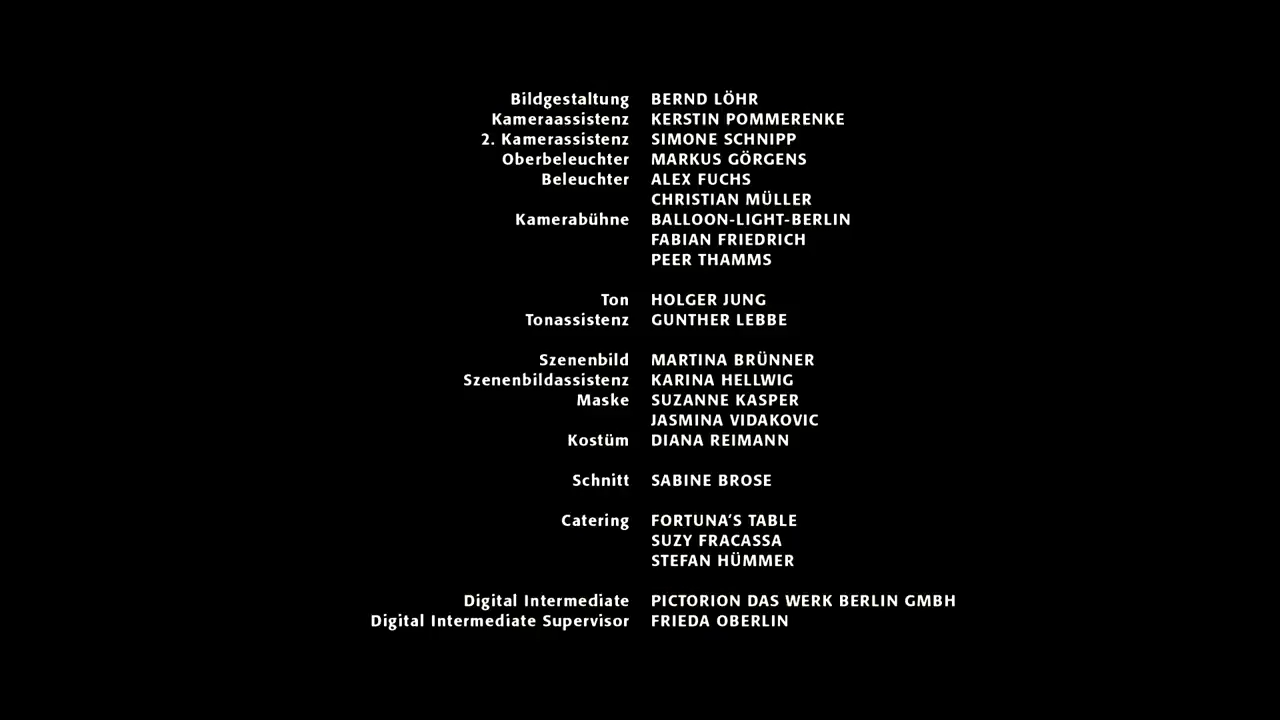 Bildgestaltung BERND LÖHR
Kameraassistenz KERSTIN POMMERENKE
2. Kamerassistenz SIMONE SCHNIPP
Oberbeleuchter MARKUS GÖRGENS
Beleuchter ALEX FUCHS
CHRISTIAN MÜLLER
Kamerabühne BALLOON-LIGHT-BERLIN
FABIAN FRIEDRICH
PEER THAMMS
Ton HOLGER JUNG
Tonassistenz GUNTHER LEBBE
Szenenbild MARTINA BRÜNNER
Szenenbildassistenz KARINA HELLWIG
Maske SUZANNE KASPER
JASMINA VIDAKOVIC
Kostüm DIANA REIMANN
Schnitt SABINE BROSE
Catering FORTUNA‘S TABLE
SUZY FRACASSA
STEFAN HÜMMER
Digital Intermediate PICTORION DAS WERK BERLIN GMBH
Digital Intermediate Supervisor FRIEDA OBERLIN